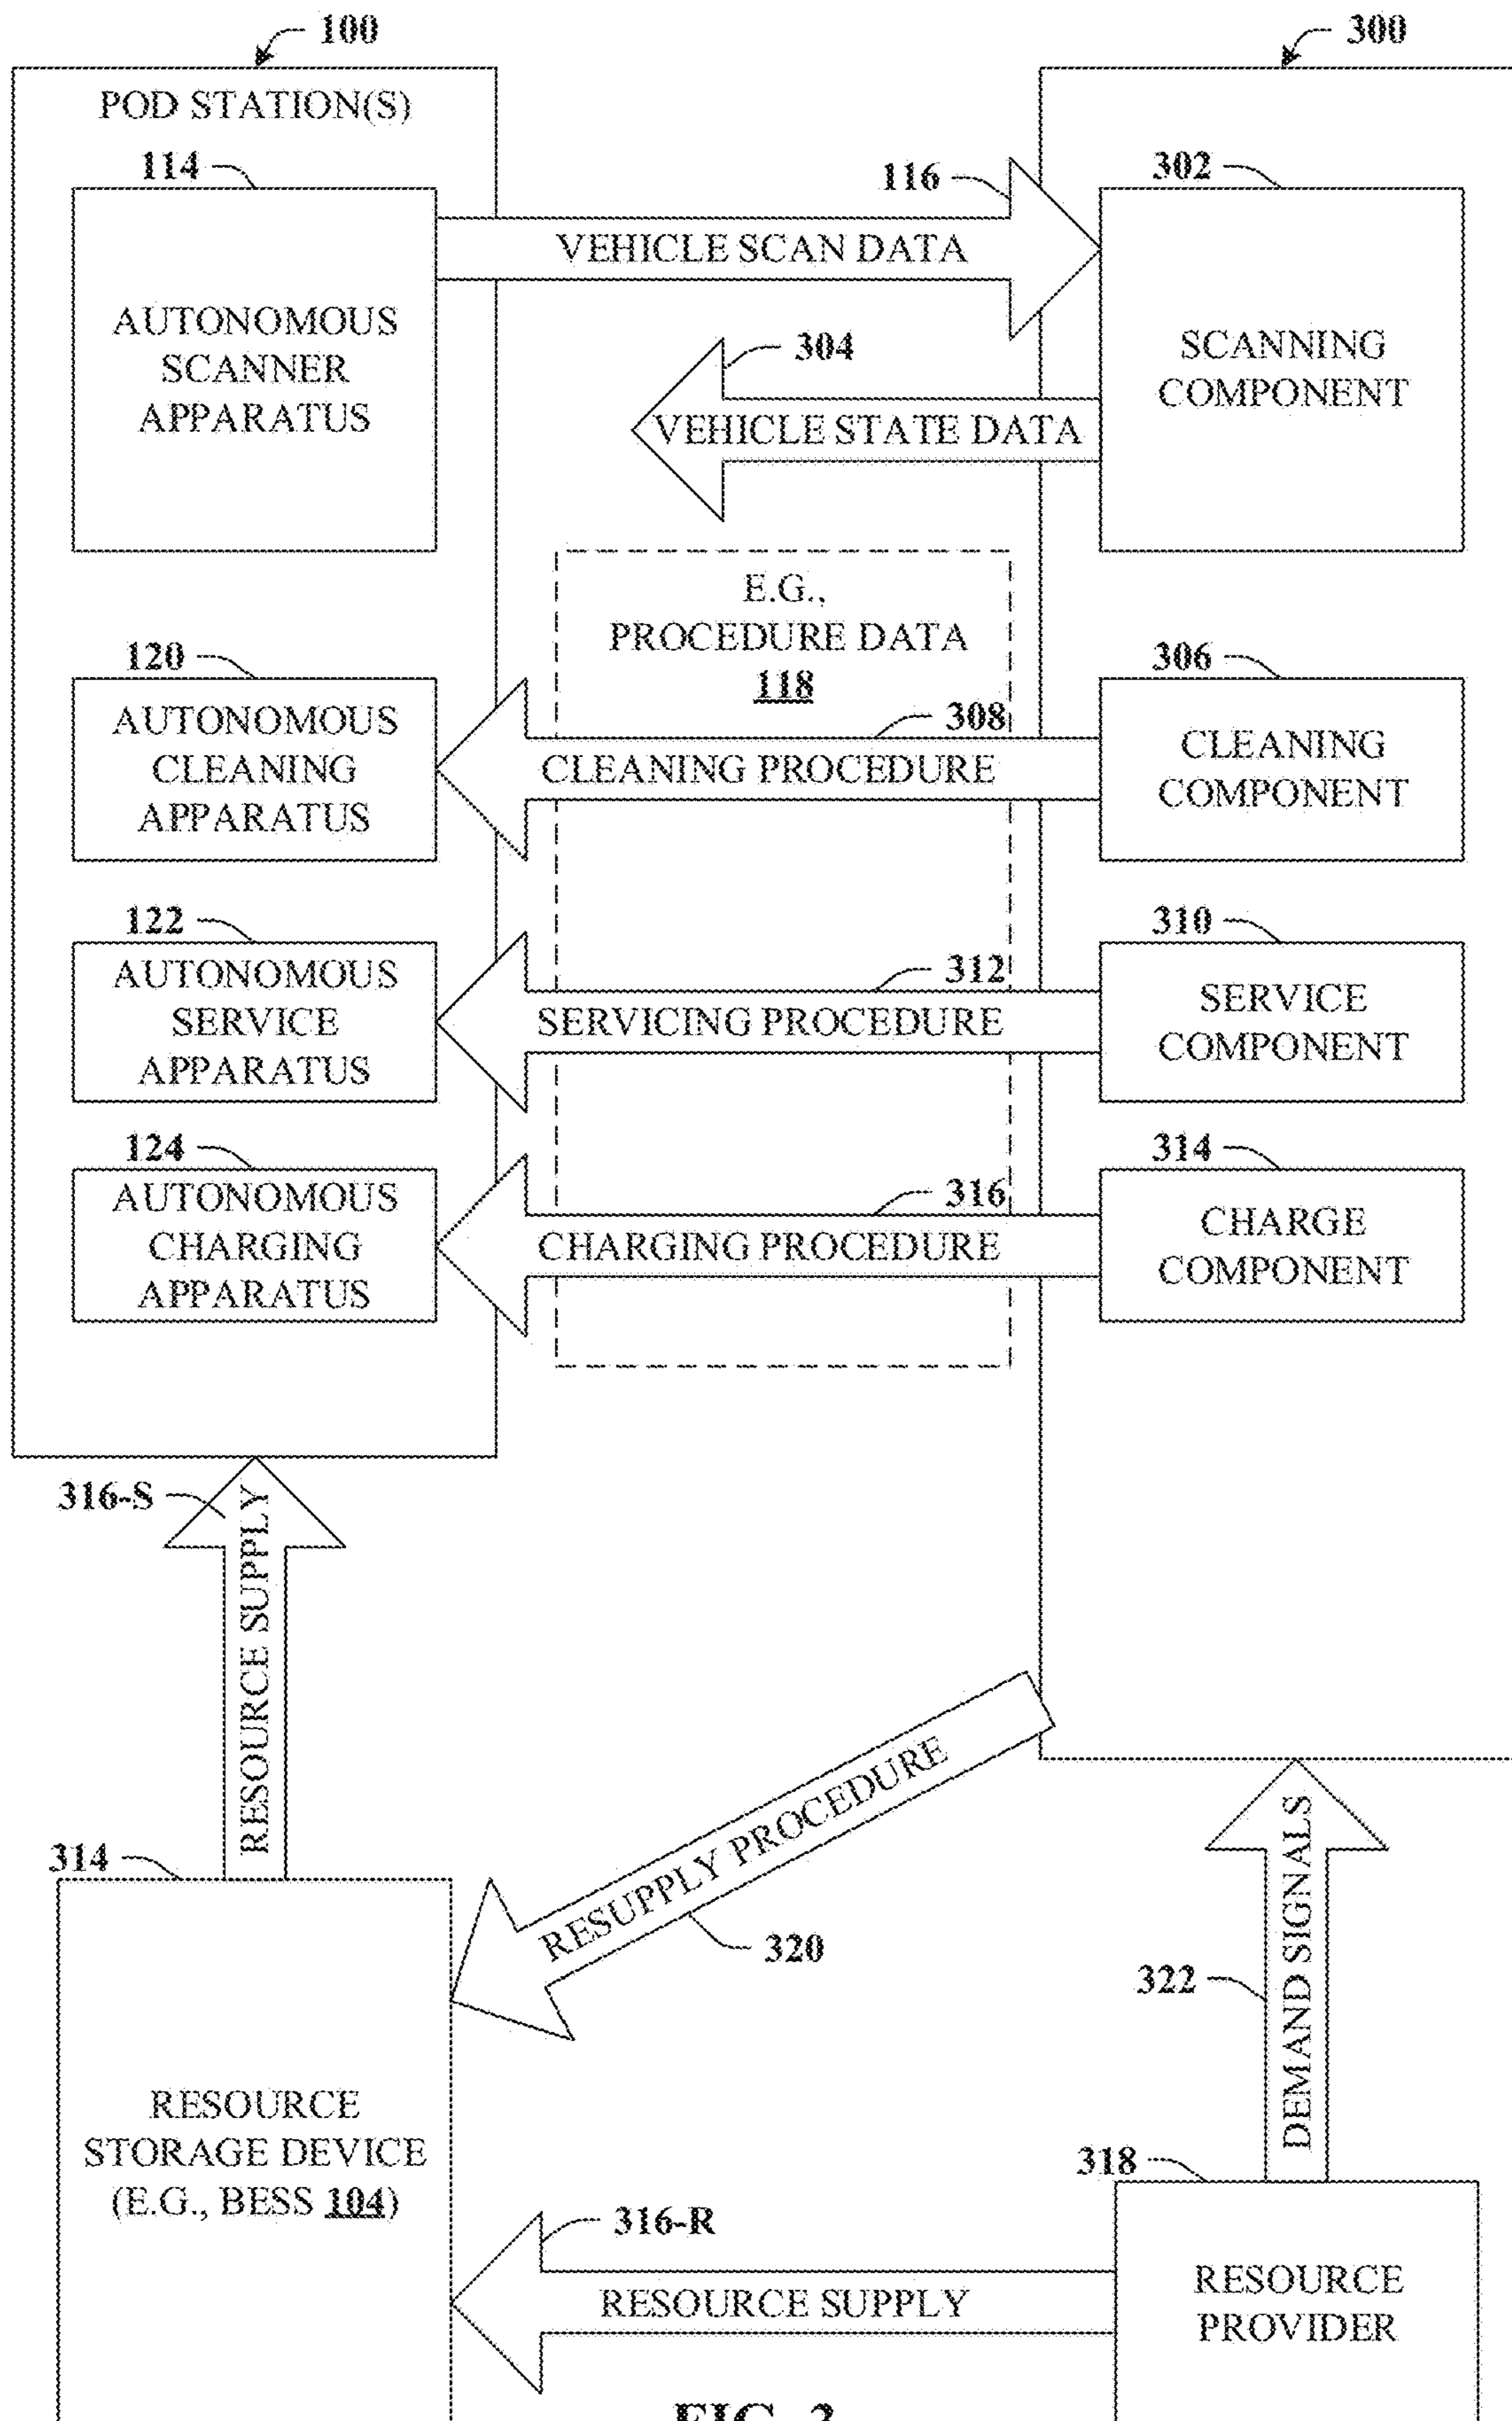 100
300
POD STATION(S)
114
116
302
VEHICLE SCAN DATA
AUTONOMOUS
SCANNER
APPARATUS
304
SCANNING
COMPONENT
VEHICLE STATE DATA
E.G.,
PROCEDURE DATA
118
120
308
306
AUTONOMOUS
CLEANING
APPARATUS
CLEANING PROCEDURE
CLEANING
COMPONENT
122
312
310
AUTONOMOUS
SERVICE
APPARATUS
SERVICING PROCEDURE
SERVICE
COMPONENT
124
316
314
AUTONOMOUS
CHARGING
APPARATUS
CHARGING PROCEDURE
CHARGE
COMPONENT
316-S
RESOURCE SUPPLY
RESUPPLY PROCEDURE
320
DEMAND SIGNALS
322
314
RESOURCE
STORAGE DEVICE
(E.G., BESS 104)
318
316-R
RESOURCE SUPPLY
RESOURCE
PROVIDER